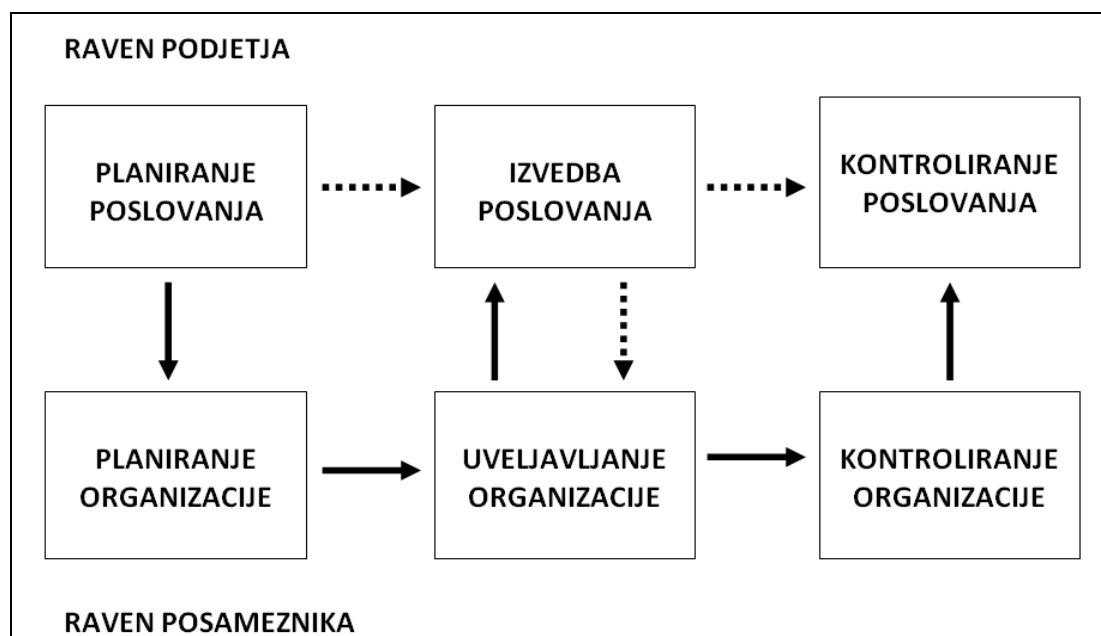 RAVEN PODJETJA
PLANIRANJE
POSLOVANJA
IZVEDBA
POSLOVANJA
KONTROLIRANJE
POSLOVANJA
PLANIRANJE
ORGANIZACIJE
UVELJAVLJANJE
ORGANIZACIJE
KONTROLIRANJE
ORGANIZACIJE
RAVEN POSAMEZNIKA